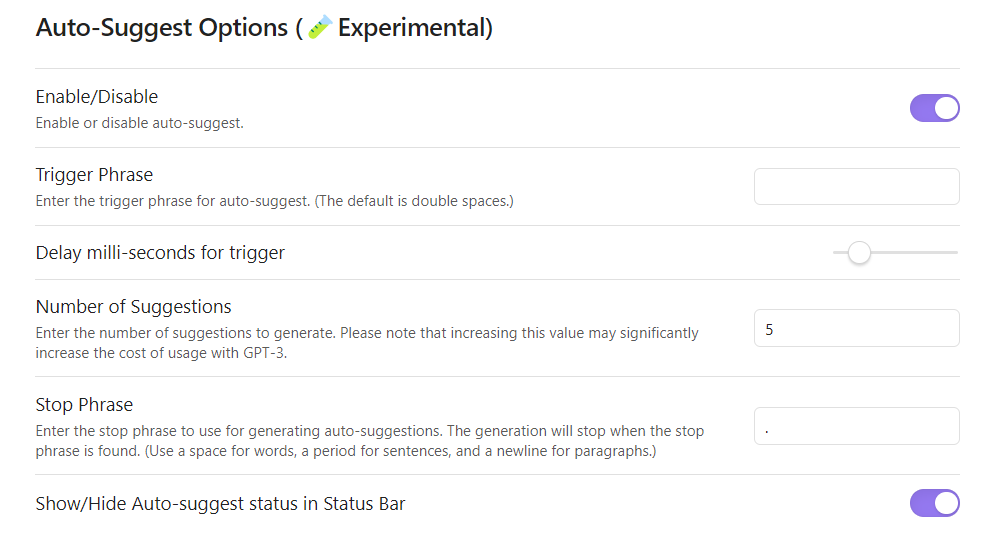 Auto-Suggest Options (🧪 Experimental)
Enable/Disable
Enable or disable auto-suggest.
Trigger Phrase
Enter the trigger phrase for auto-suggest. (The default is double spaces.)
Delay milli-seconds for trigger
Number of Suggestions
Enter the number of suggestions to generate. Please note that increasing this value may significantly
increase the cost of usage with GPT-3.
5
Stop Phrase
Enter the stop phrase to use for generating auto-suggestions. The generation will stop when the stop
phrase is found. (Use a space for words, a period for sentences, and a newline for paragraphs.)
.
Show/Hide Auto-suggest status in Status Bar